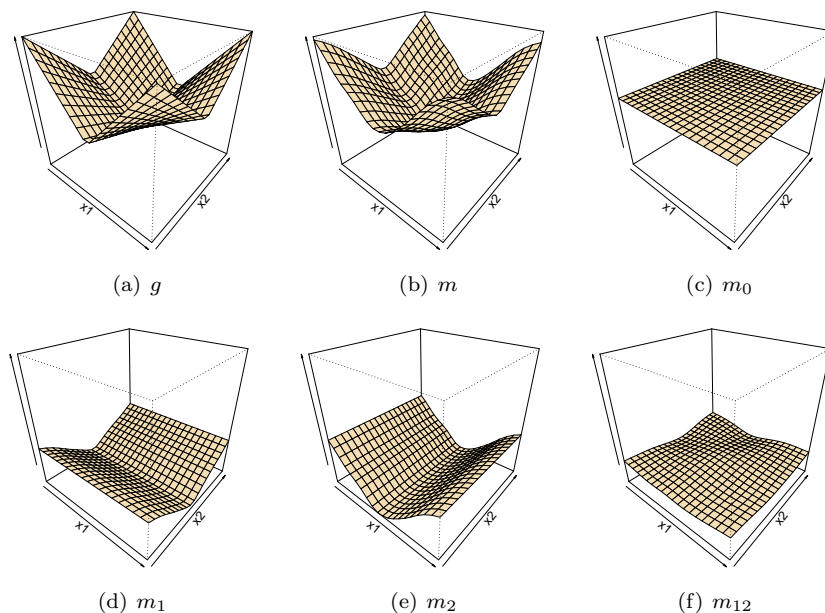 x1 x2 x1 x2 x1 x2
(a) g (b) m (c) m₀
x1 x2 x1 x2 x1 x2
(d) m₁ (e) m₂ (f) m₁₂